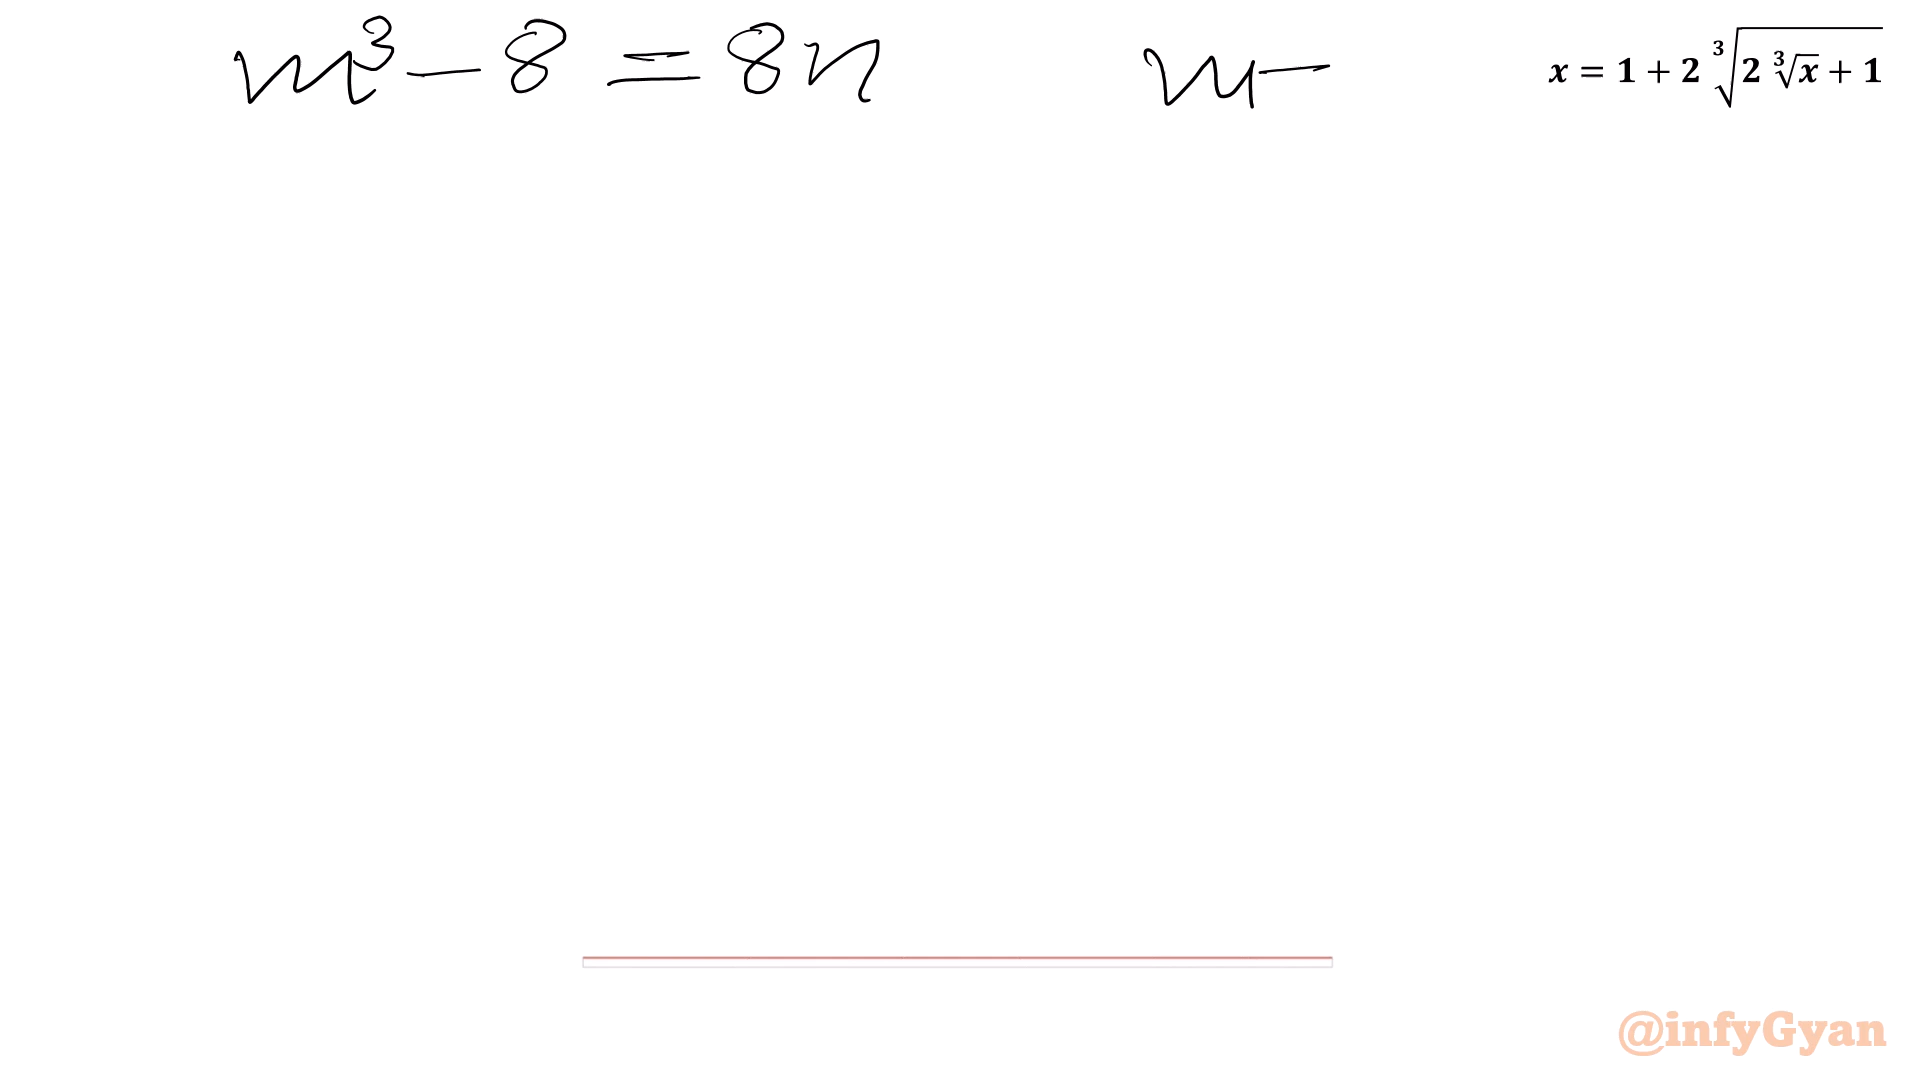 m³ - 8 = 8n m -
x = 1 + 2 ∛(2 ∛x + 1)
@infyGyan